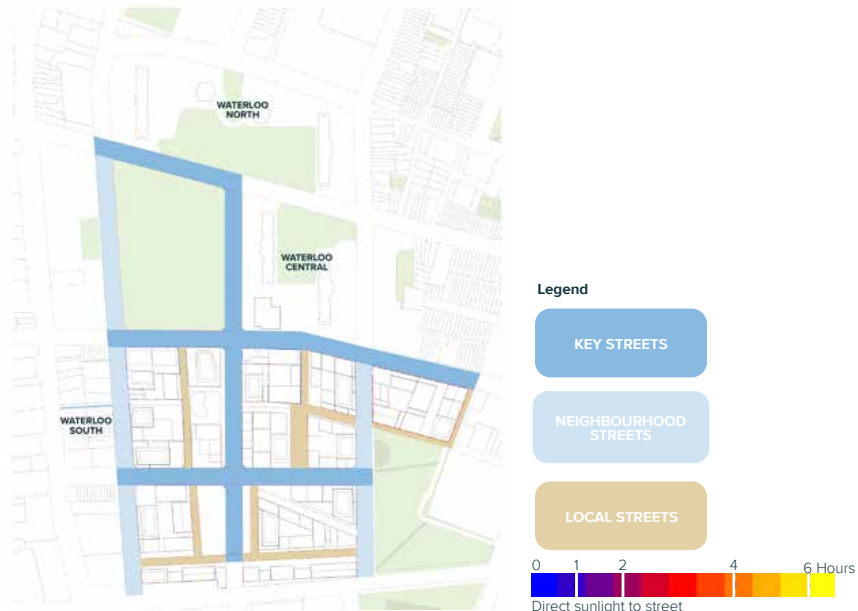 WATERLOO
NORTH
WATERLOO
CENTRAL
WATERLOO
SOUTH
Legend
KEY STREETS
NEIGHBOURHOOD
STREETS
LOCAL STREETS
0 1 2 4 6 Hours
Direct sunlight to street